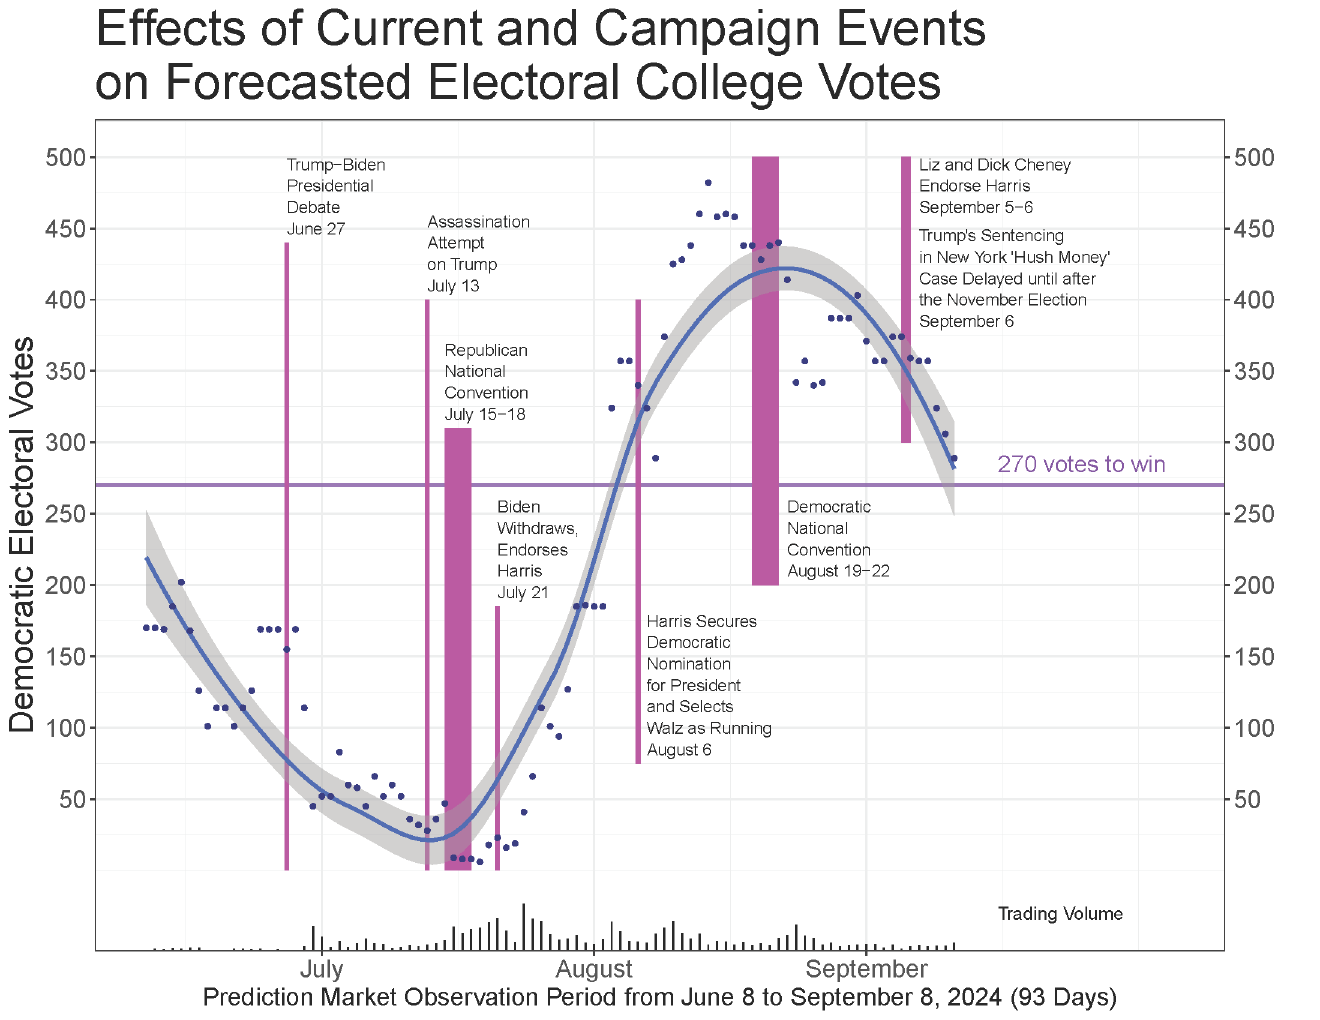 Effects of Current and Campaign Events
on Forecasted Electoral College Votes
Democratic Electoral Votes
500
450
400
350
300
250
200
150
100
50
500
450
400
350
300
250
200
150
100
50
Trump−Biden
Presidential
Debate
June 27
Assassination
Attempt
on Trump
July 13
Republican
National
Convention
July 15−18
Biden
Withdraws,
Endorses
Harris
July 21
Harris Secures
Democratic
Nomination
for President
and Selects
Walz as Running
August 6
Democratic
National
Convention
August 19−22
Liz and Dick Cheney
Endorse Harris
September 5−6
Trump's Sentencing
in New York 'Hush Money'
Case Delayed until after
the November Election
September 6
270 votes to win
Trading Volume
July
August
September
Prediction Market Observation Period from June 8 to September 8, 2024 (93 Days)